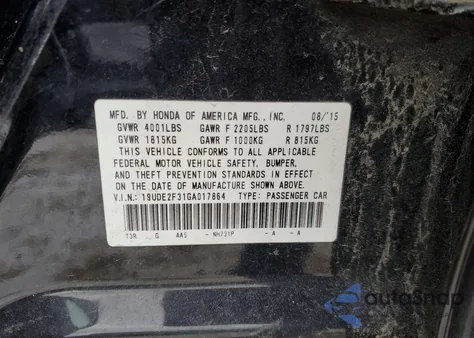 MFD. BY HONDA OF AMERICA MFG., INC. 08/15
GVWR 4001LBS GAWR F 2205LBS R 1797LBS
GVWR 1815KG GAWR F 1000KG R 815KG
THIS VEHICLE CONFORMS TO ALL APPLICABLE
FEDERAL MOTOR VEHICLE SAFETY, BUMPER,
AND THEFT PREVENTION STANDARDS IN EFFECT
ON THE DATE OF MANUFACTURE SHOWN ABOVE.
V.I.N.: 19UDE2F31GA017864 TYPE: PASSENGER CAR
TSR G AAS - NH731P - A - A
autoSnap